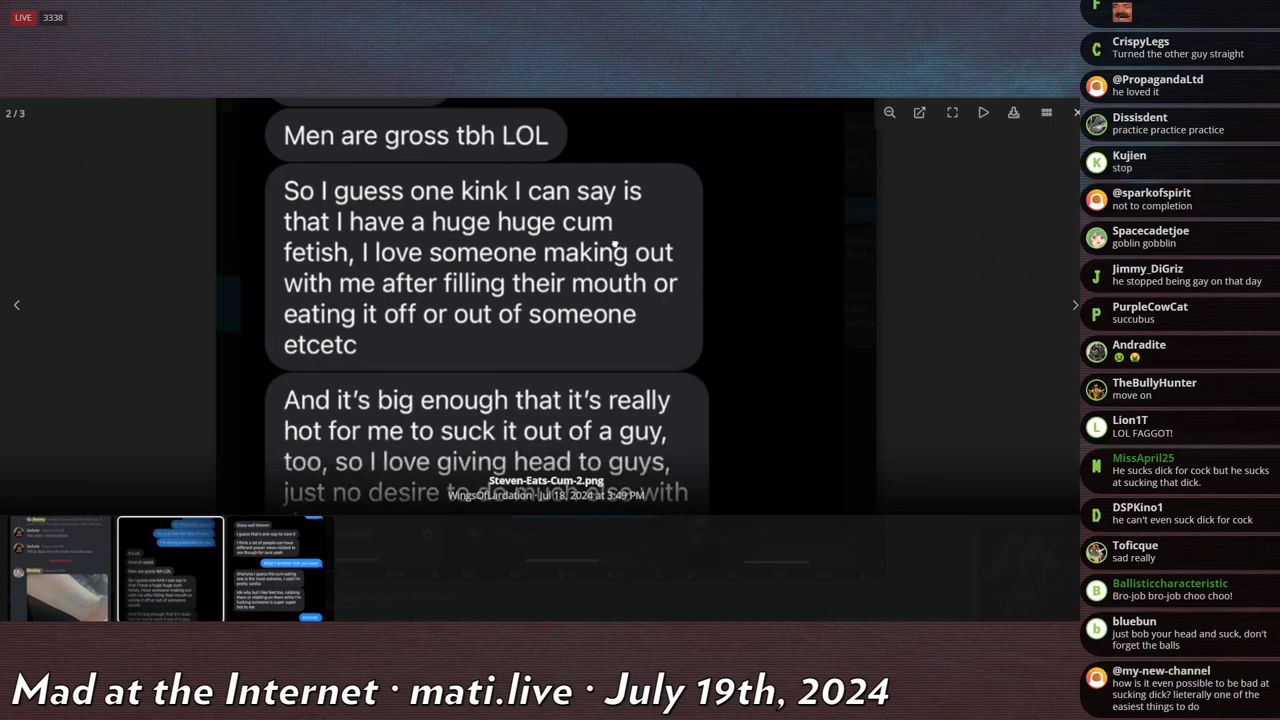 LIVE 3338
2 / 3
Men are gross tbh LOL
So I guess one kink I can say is
that I have a huge huge cum
fetish, I love someone making out
with me after filling their mouth or
eating it off or out of someone
etcetc
And it's big enough that it's really
hot for me to suck it out of a guy,
too, so I love giving head to guys,
just no desire to do much else with
Steven-Eats-Cum-2.png
WingsOfLardation · Jul 18, 2024 at 3:49 PM
Mad at the Internet · mati.live · July 19th, 2024
F
CrispyLegs
Turned the other guy straight
@PropagandaLtd
he loved it
Dissisdent
practice practice practice
Kujien
stop
@sparkofspirit
not to completion
Spacecadetjoe
goblin gobblin
Jimmy_DiGriz
he stopped being gay on that day
PurpleCowCat
succubus
Andradite
🤢 🤮
TheBullyHunter
move on
Lion1T
LOL FAGGOT!
MissApril25
He sucks dick for cock but he sucks
at sucking that dick.
DSPKino1
he can't even suck dick for cock
Toficque
sad really
Ballisticcharacteristic
Bro-job bro-job choo choo!
bluebun
just bob your head and suck, don't
forget the balls
@my-new-channel
how is it even possible to be bad at
sucking dick? lieterally one of the
easiest things to do